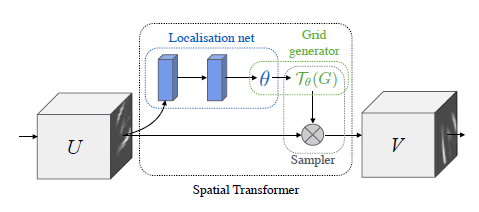 Localisation net
Grid
generator
θ
𝒯θ(G)
U
V
Sampler
Spatial Transformer